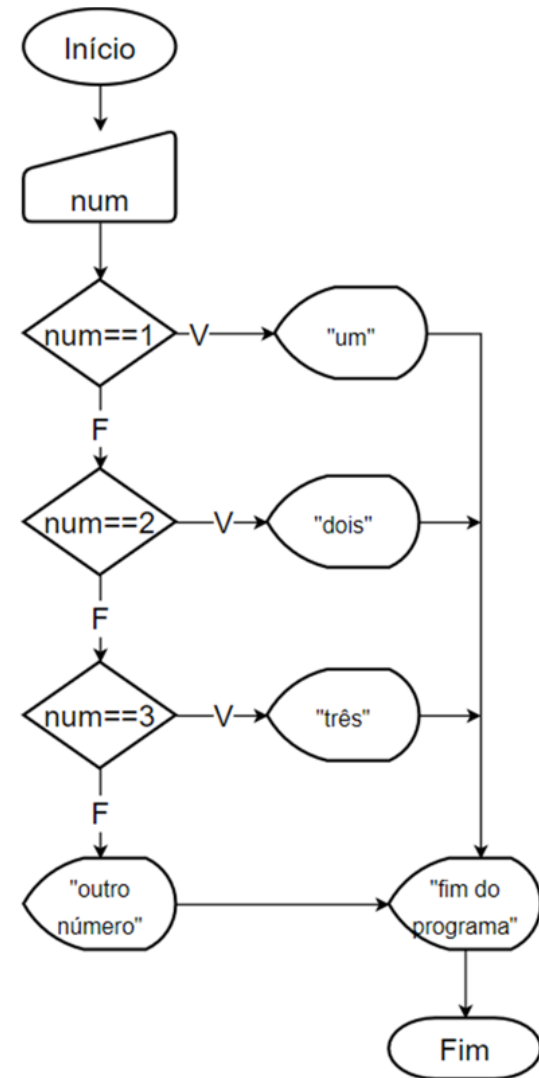 Início
num
num==1
V
"um"
F
num==2
V
"dois"
F
num==3
V
"três"
F
"outro
número"
"fim do
programa"
Fim